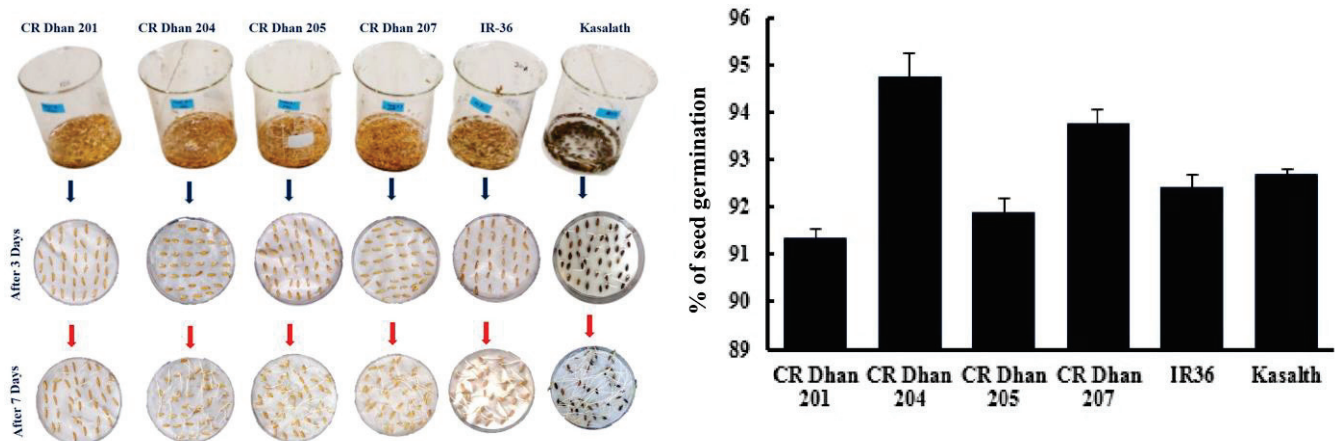 CR Dhan 201
CR Dhan 204
CR Dhan 205
CR Dhan 207
IR-36
Kasalath
After 3 Days
After 7 Days
% of seed germination
96
95
94
93
92
91
90
89
CR Dhan
201
CR Dhan
204
CR Dhan
205
CR Dhan
207
IR36
Kasalth